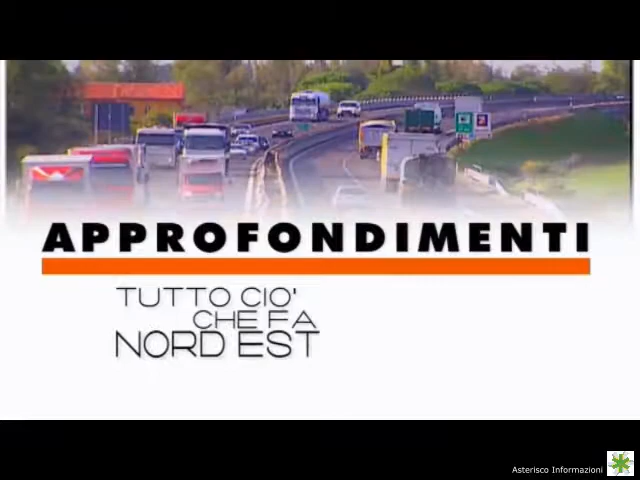 APPROFONDIMENTI
TUTTO CIO'
CHE FA
NORD EST
Asterisco Informazioni